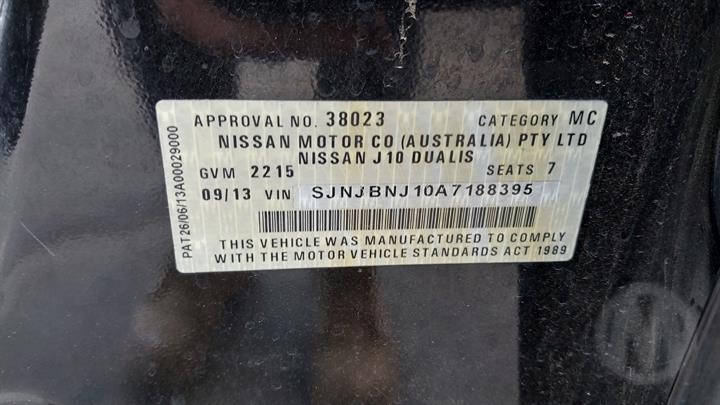 APPROVAL NO. 38023 CATEGORY MC
NISSAN MOTOR CO (AUSTRALIA) PTY LTD
NISSAN J10 DUALIS
GVM 2215 SEATS 7
09/13 VIN SJNJBNJ10A7188395
THIS VEHICLE WAS MANUFACTURED TO COMPLY
WITH THE MOTOR VEHICLE STANDARDS ACT 1989
PAT26/06/13A00029000